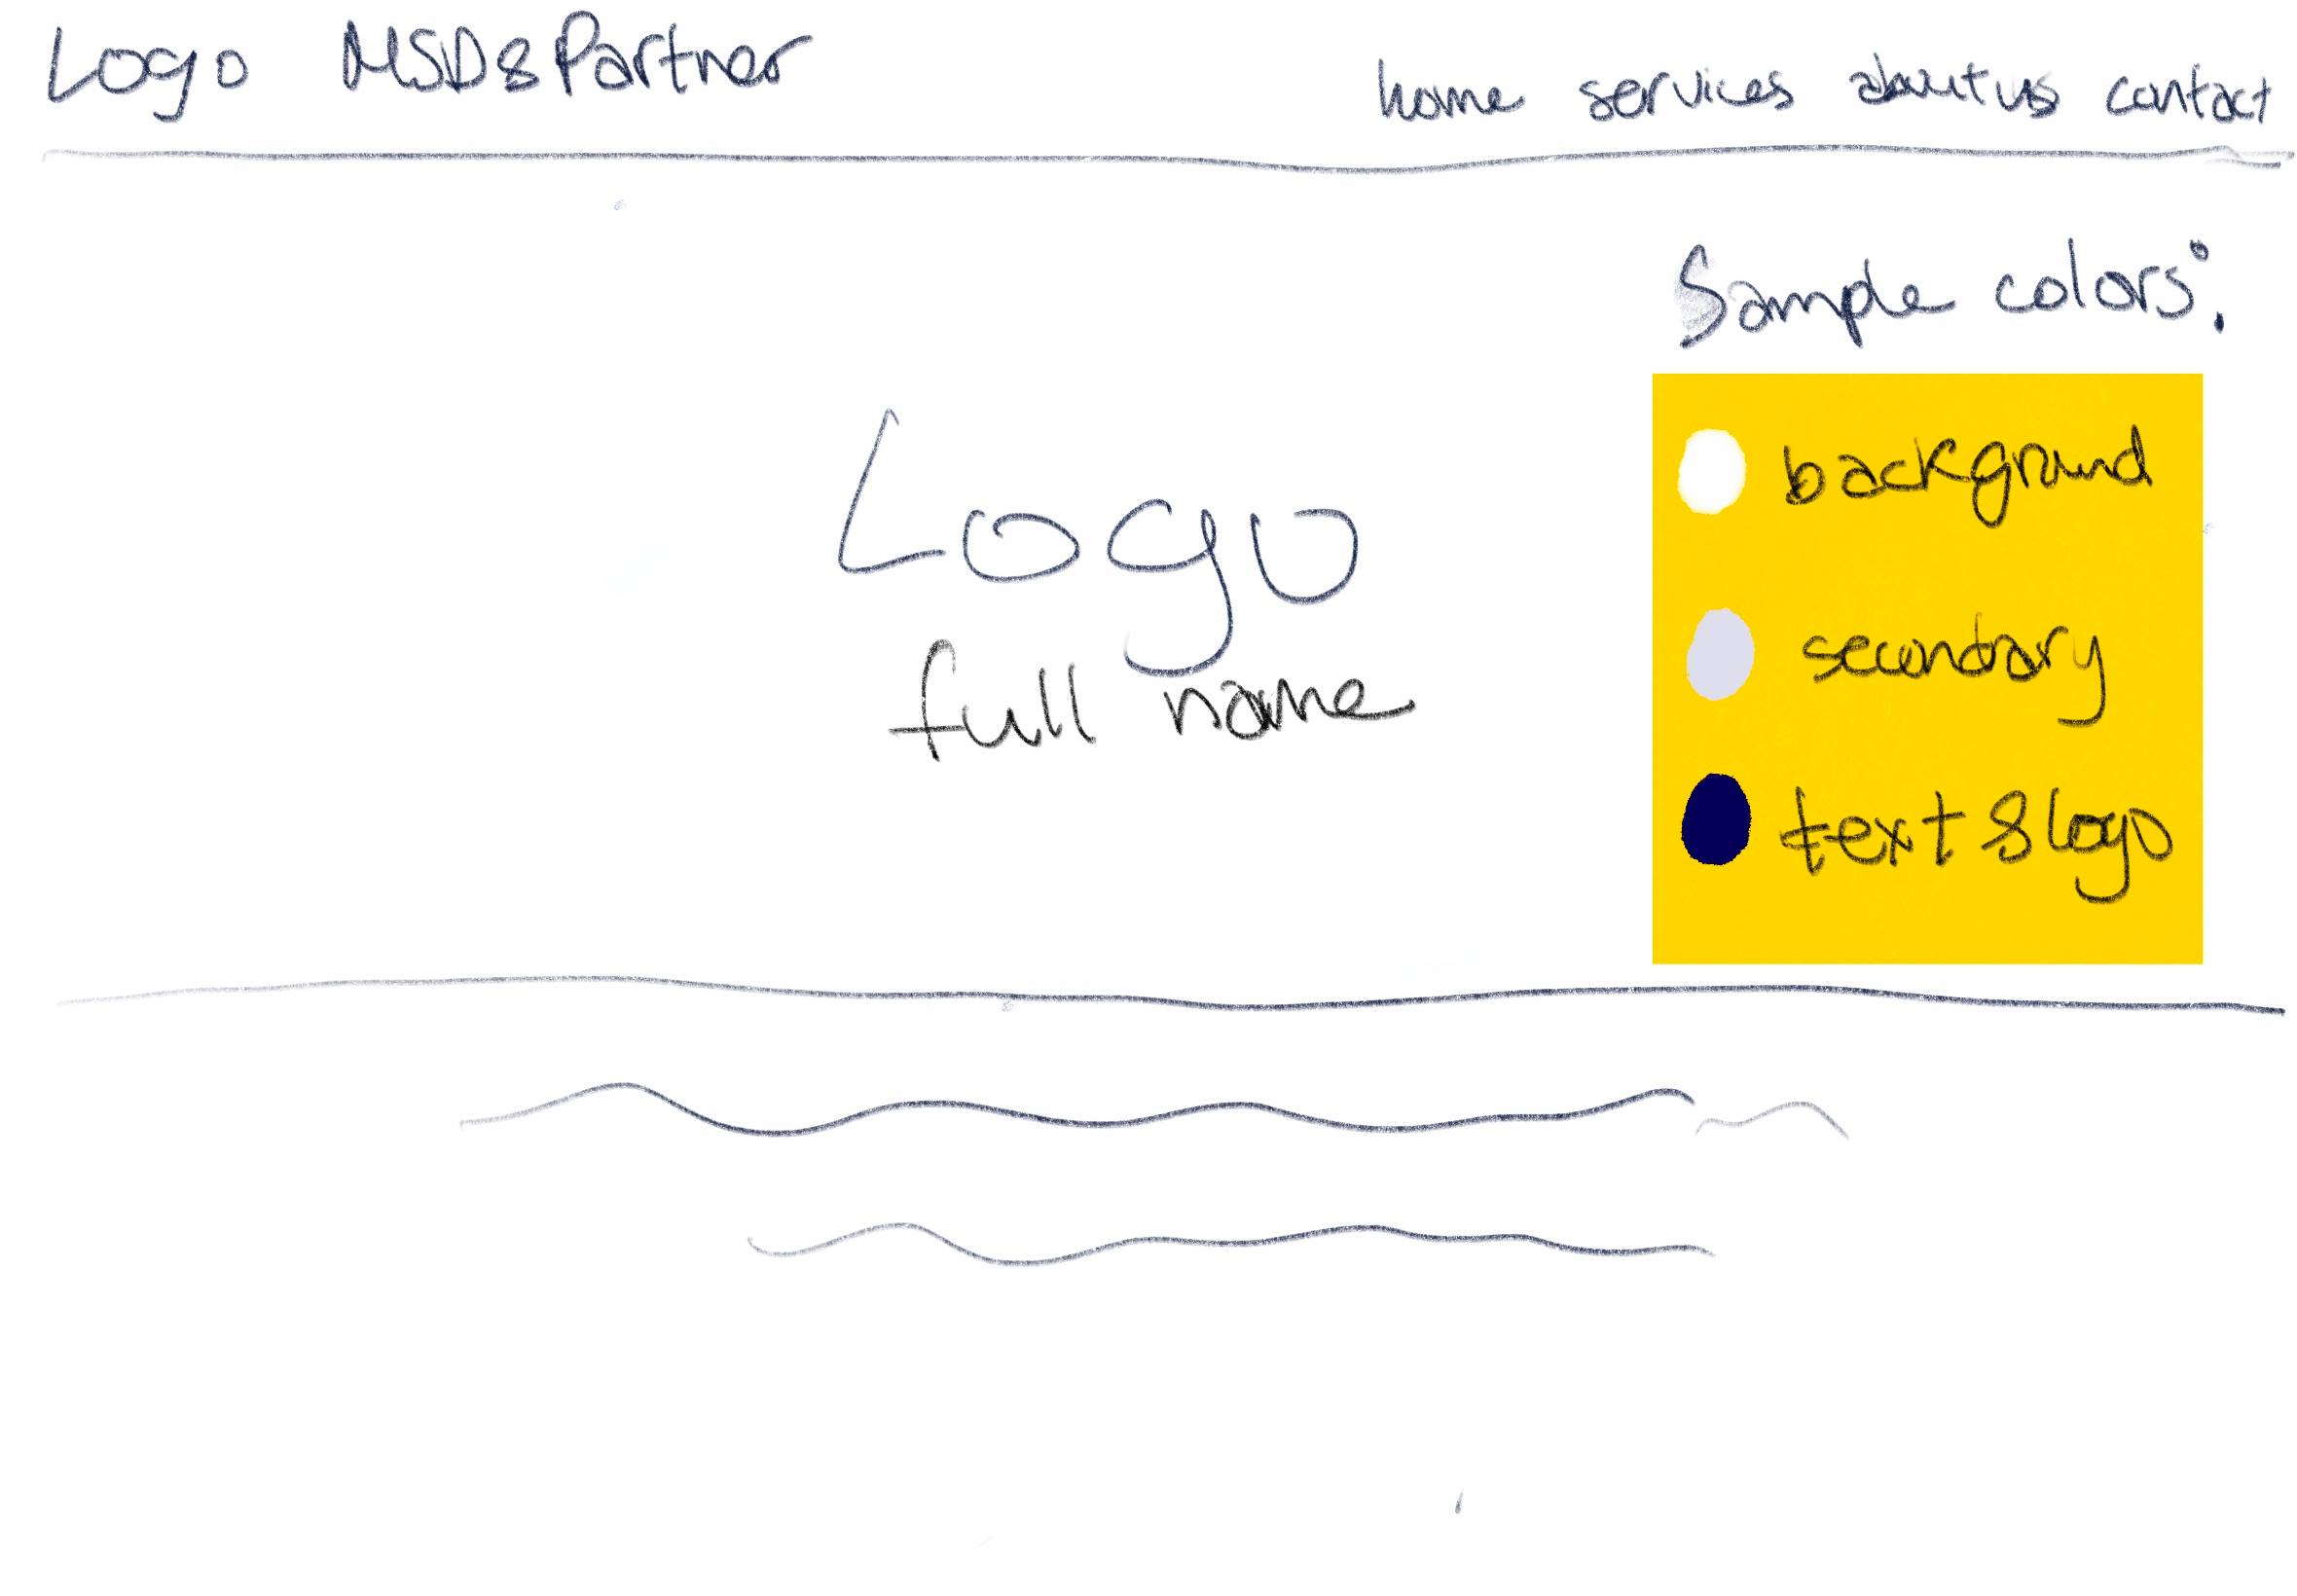 Logo MSD&Partner home services about us contact
Sample colors:
Logo
full name
background
secondary
text & logo